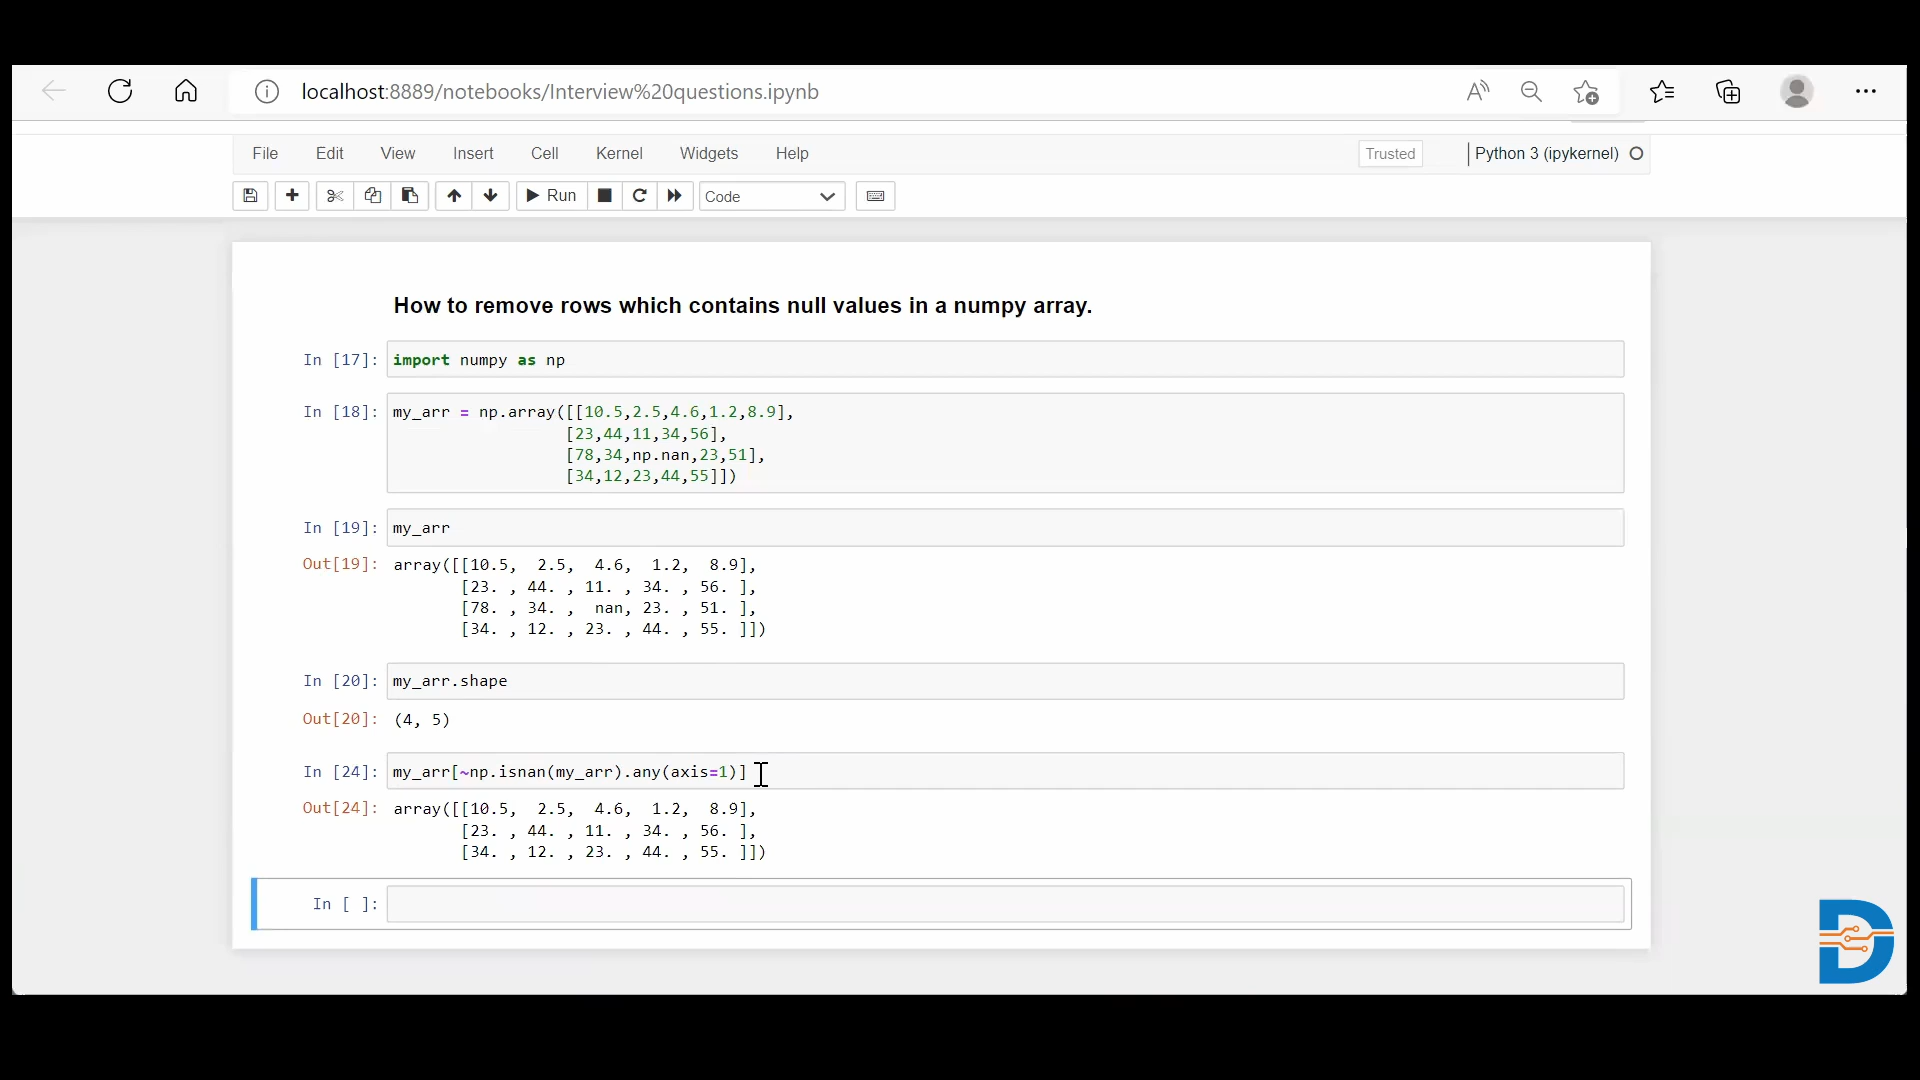 localhost:8889/notebooks/Interview%20questions.ipynb
File Edit View Insert Cell Kernel Widgets Help
Trusted
Python 3 (ipykernel)
Run
Code
How to remove rows which contains null values in a numpy array.
In [17]: import numpy as np
In [18]: my_arr = np.array([[10.5,2.5,4.6,1.2,8.9],
[23,44,11,34,56],
[78,34,np.nan,23,51],
[34,12,23,44,55]])
In [19]: my_arr
Out[19]: array([[10.5,  2.5,  4.6,  1.2,  8.9],
[23. , 44. , 11. , 34. , 56. ],
[78. , 34. ,  nan, 23. , 51. ],
[34. , 12. , 23. , 44. , 55. ]])
In [20]: my_arr.shape
Out[20]: (4, 5)
In [24]: my_arr[~np.isnan(my_arr).any(axis=1)]
Out[24]: array([[10.5,  2.5,  4.6,  1.2,  8.9],
[23. , 44. , 11. , 34. , 56. ],
[34. , 12. , 23. , 44. , 55. ]])
In [ ]: